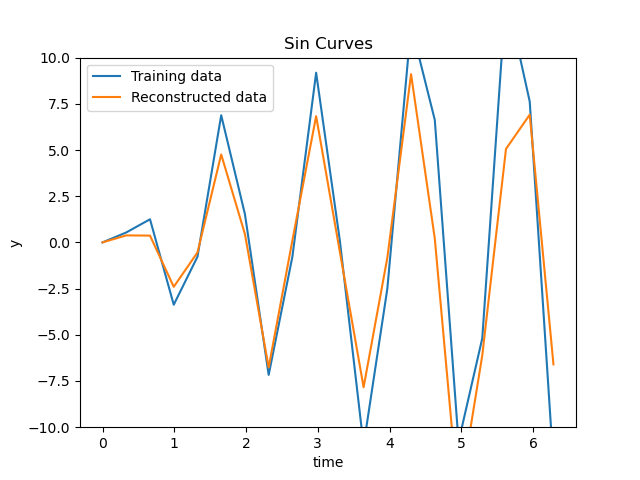 Sin Curves
Training data
Reconstructed data
10.0
7.5
5.0
2.5
0.0
−2.5
−5.0
−7.5
−10.0
y
0 1 2 3 4 5 6
time